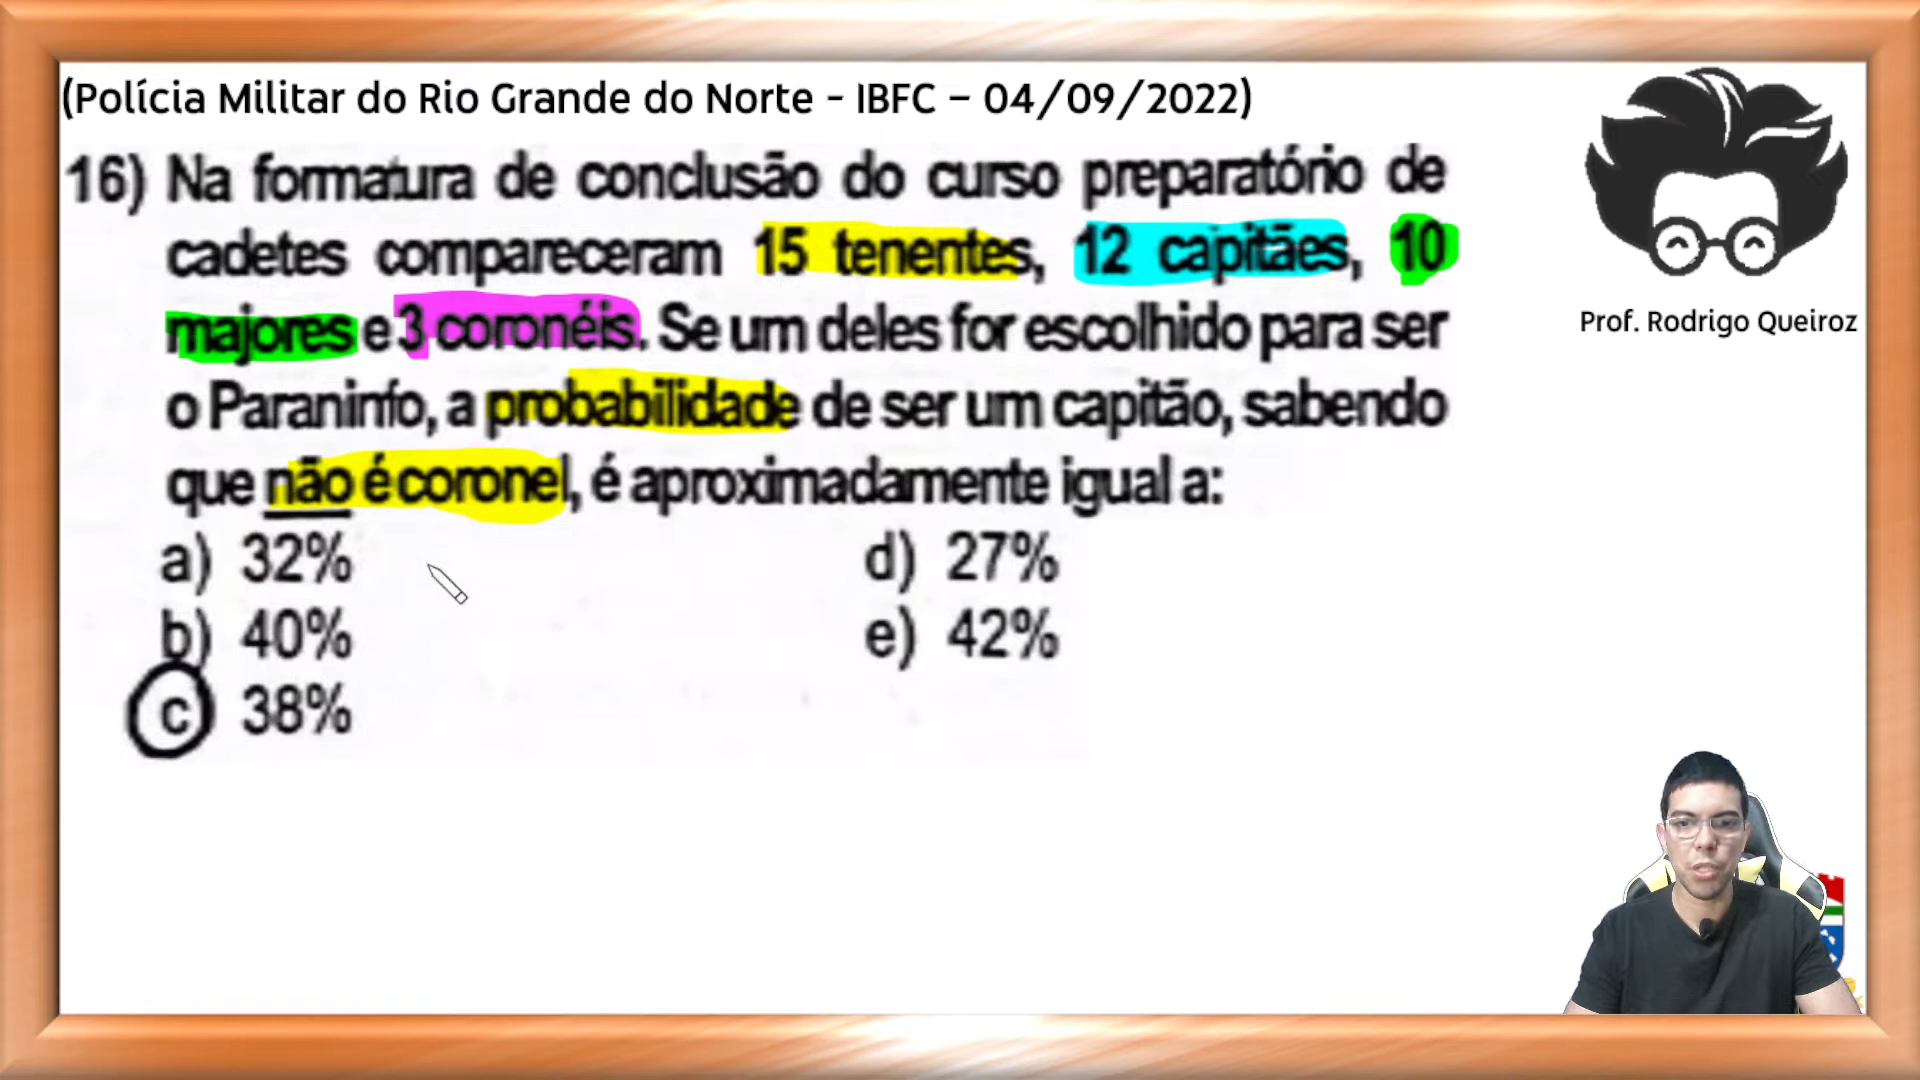 (Polícia Militar do Rio Grande do Norte - IBFC – 04/09/2022)
16) Na formatura de conclusão do curso preparatório de
cadetes compareceram 15 tenentes, 12 capitães, 10
majores e 3 coronéis. Se um deles for escolhido para ser
o Paraninfo, a probabilidade de ser um capitão, sabendo
que não é coronel, é aproximadamente igual a:
a) 32%
b) 40%
c 38%
d) 27%
e) 42%
Prof. Rodrigo Queiroz